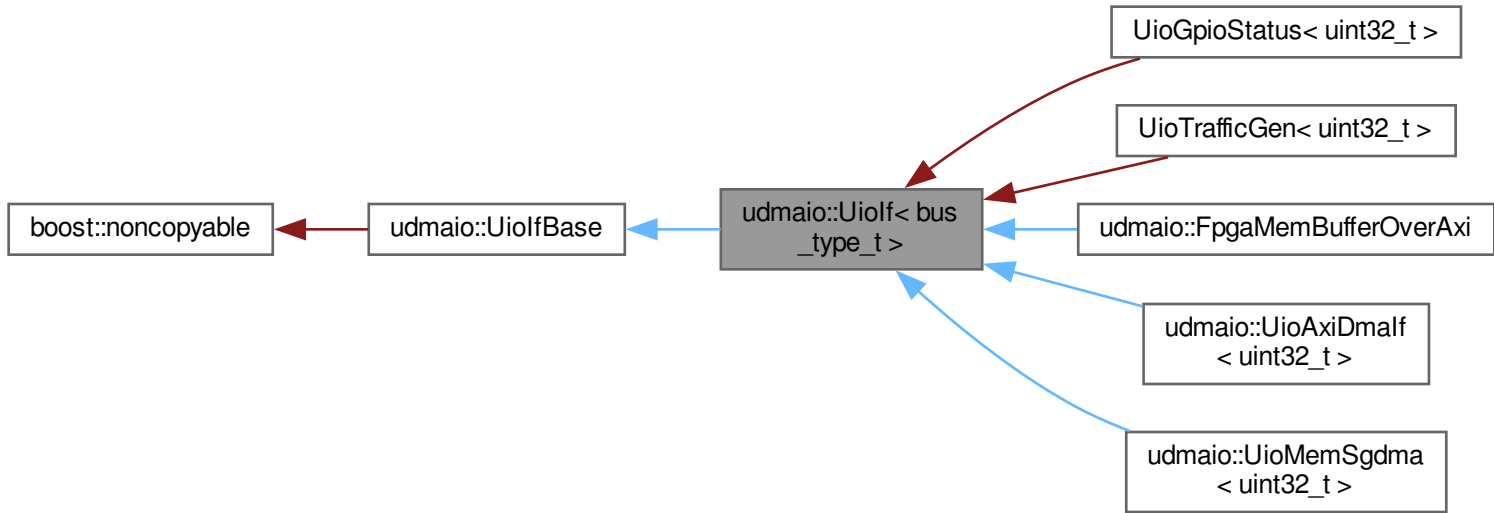 boost::noncopyable
udmaio::UioIfBase
udmaio::UioIf< bus
_type_t >
UioGpioStatus< uint32_t >
UioTrafficGen< uint32_t >
udmaio::FpgaMemBufferOverAxi
udmaio::UioAxiDmaIf
< uint32_t >
udmaio::UioMemSgdma
< uint32_t >